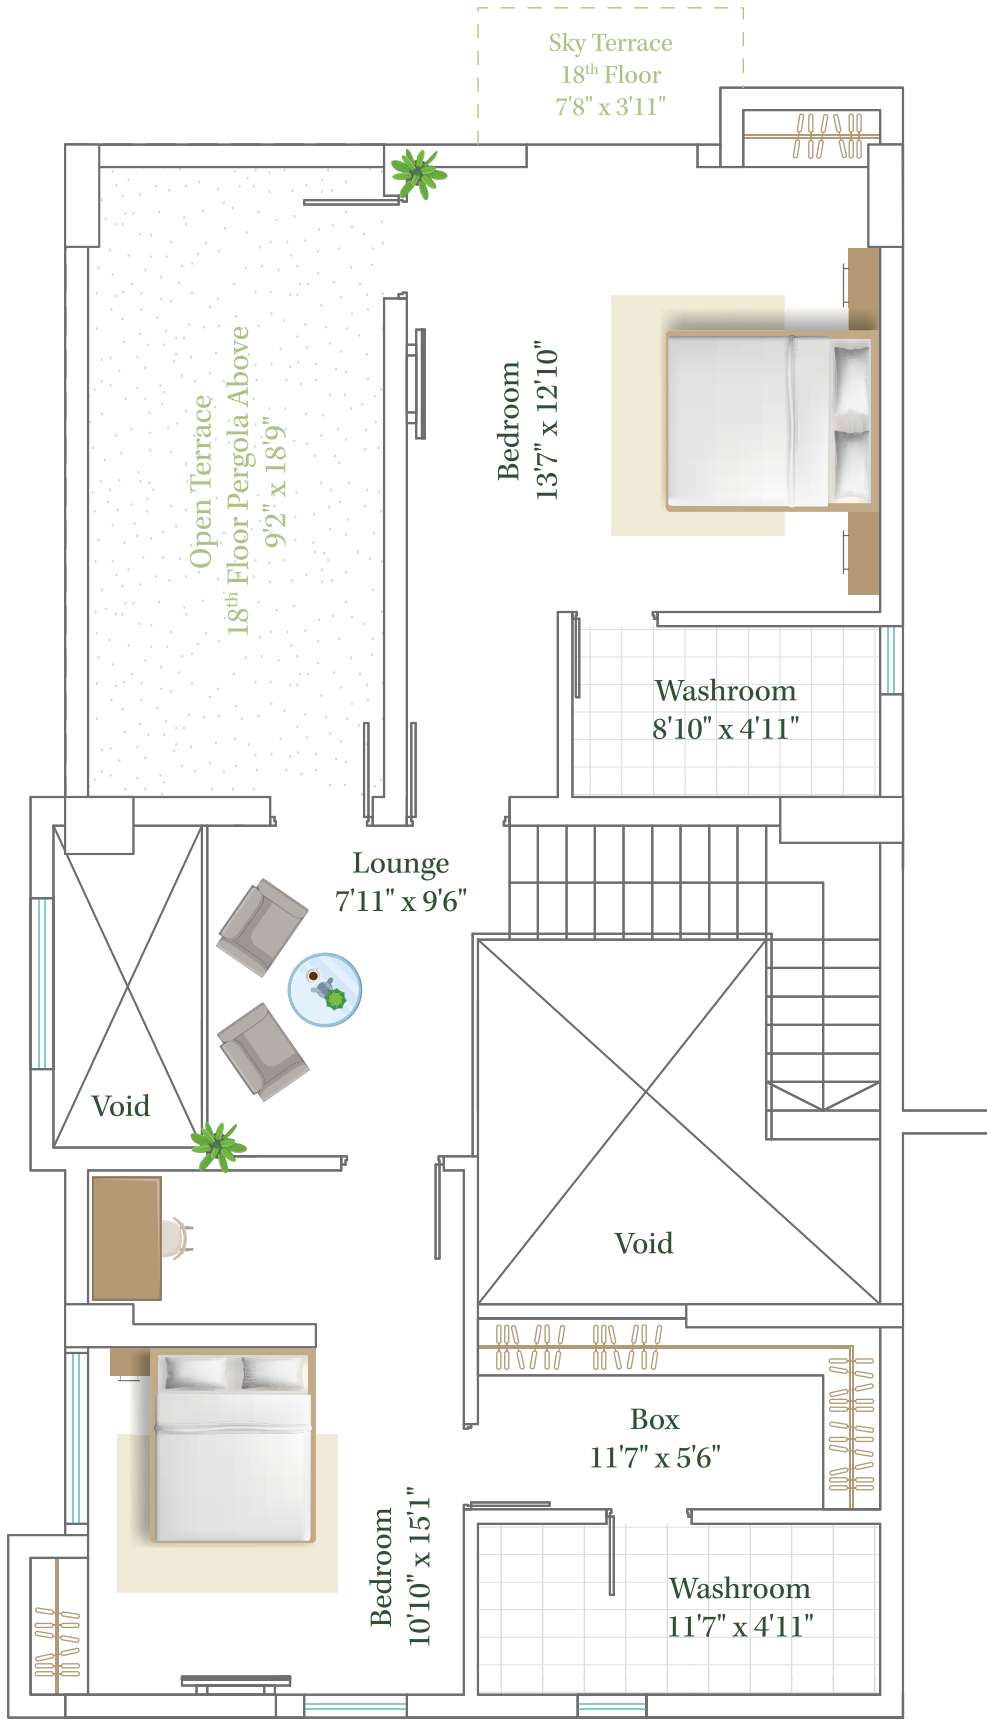 Sky Terrace
18th Floor
7'8" x 3'11"
Open Terrace
18th Floor Pergola Above
9'2" x 18'9"
Bedroom
13'7" x 12'10"
Washroom
8'10" x 4'11"
Lounge
7'11" x 9'6"
Void
Void
Box
11'7" x 5'6"
Bedroom
10'10" x 15'1"
Washroom
11'7" x 4'11"